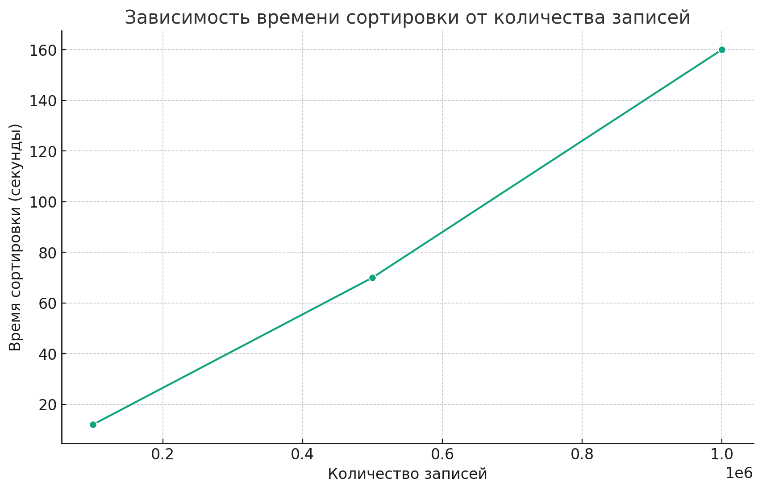 Зависимость времени сортировки от количества записей
160
140
120
100
80
60
40
20
Время сортировки (секунды)
0.2 0.4 0.6 0.8 1.0
1e6
Количество записей